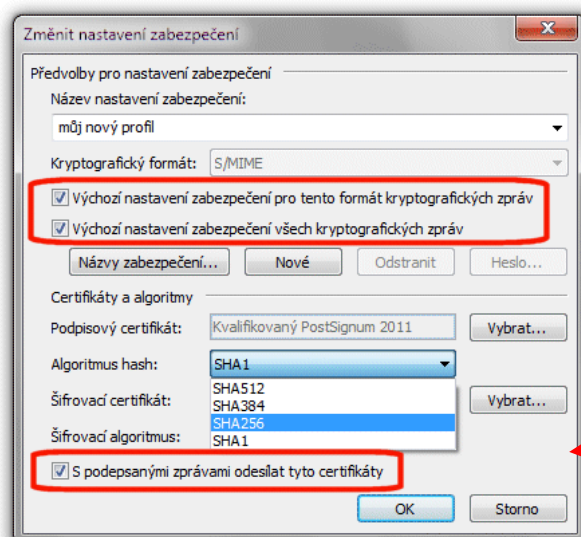 Změnit nastavení zabezpečení
Předvolby pro nastavení zabezpečení
Název nastavení zabezpečení:
můj nový profil
Kryptografický formát: S/MIME
Výchozí nastavení zabezpečení pro tento formát kryptografických zpráv
Výchozí nastavení zabezpečení všech kryptografických zpráv
Názvy zabezpečení... Nové Odstranit Heslo...
Certifikáty a algoritmy
Podpisový certifikát: Kvalifikovaný PostSignum 2011 Vybrat...
Algoritmus hash: SHA1
SHA512
SHA384
Šifrovací certifikát: Vybrat...
SHA256
Šifrovací algoritmus: SHA1
S podepsanými zprávami odesílat tyto certifikáty
OK Storno